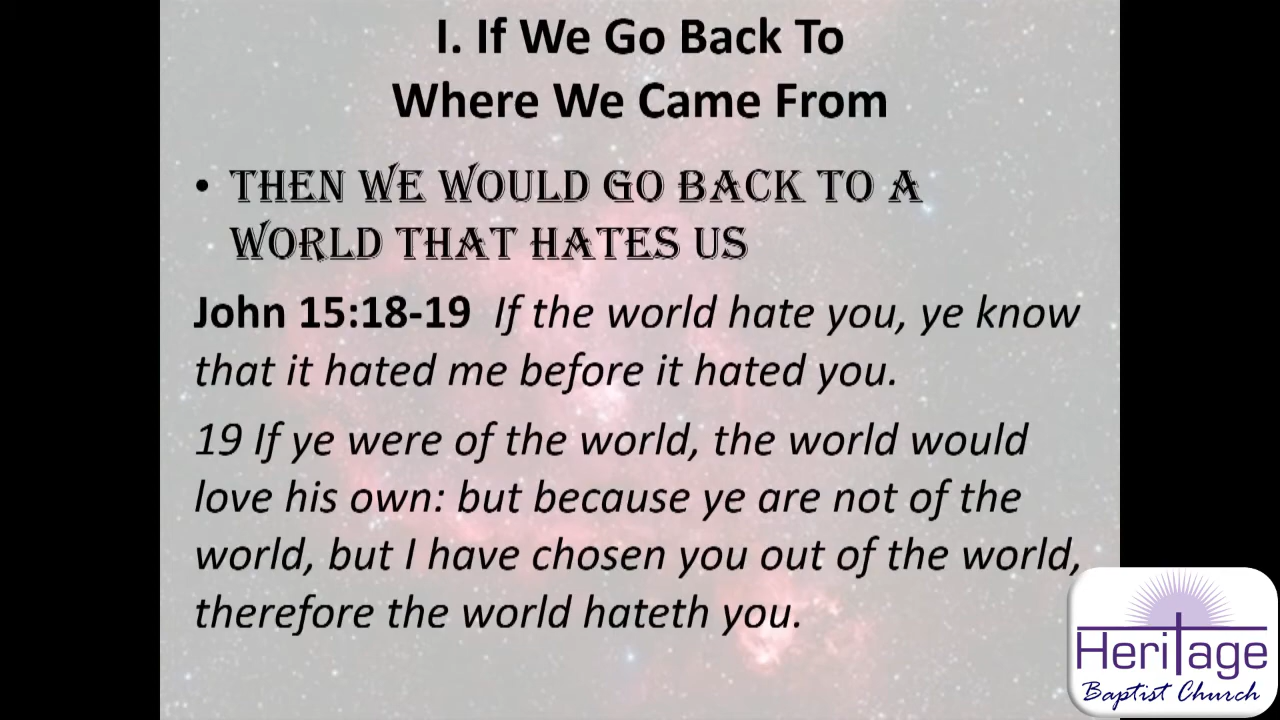 I. If We Go Back To
Where We Came From
• THEN WE WOULD GO BACK TO A
WORLD THAT HATES US
John 15:18-19 If the world hate you, ye know
that it hated me before it hated you.
19 If ye were of the world, the world would
love his own: but because ye are not of the
world, but I have chosen you out of the world,
therefore the world hateth you.
Heritage
Baptist Church